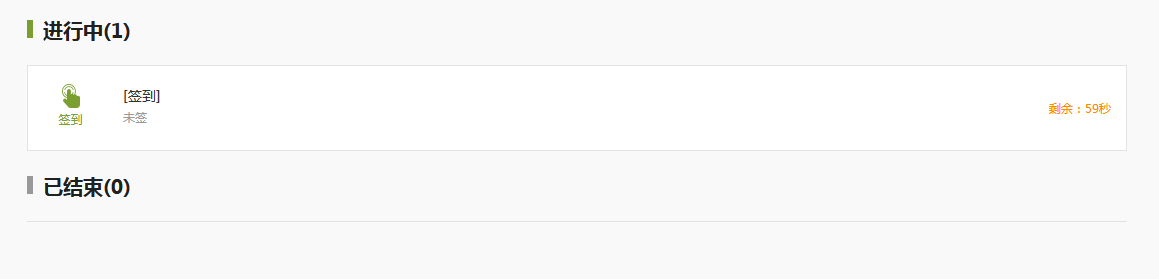 进行中(1)
签到
[签到]
未签
剩余：59秒
已结束(0)